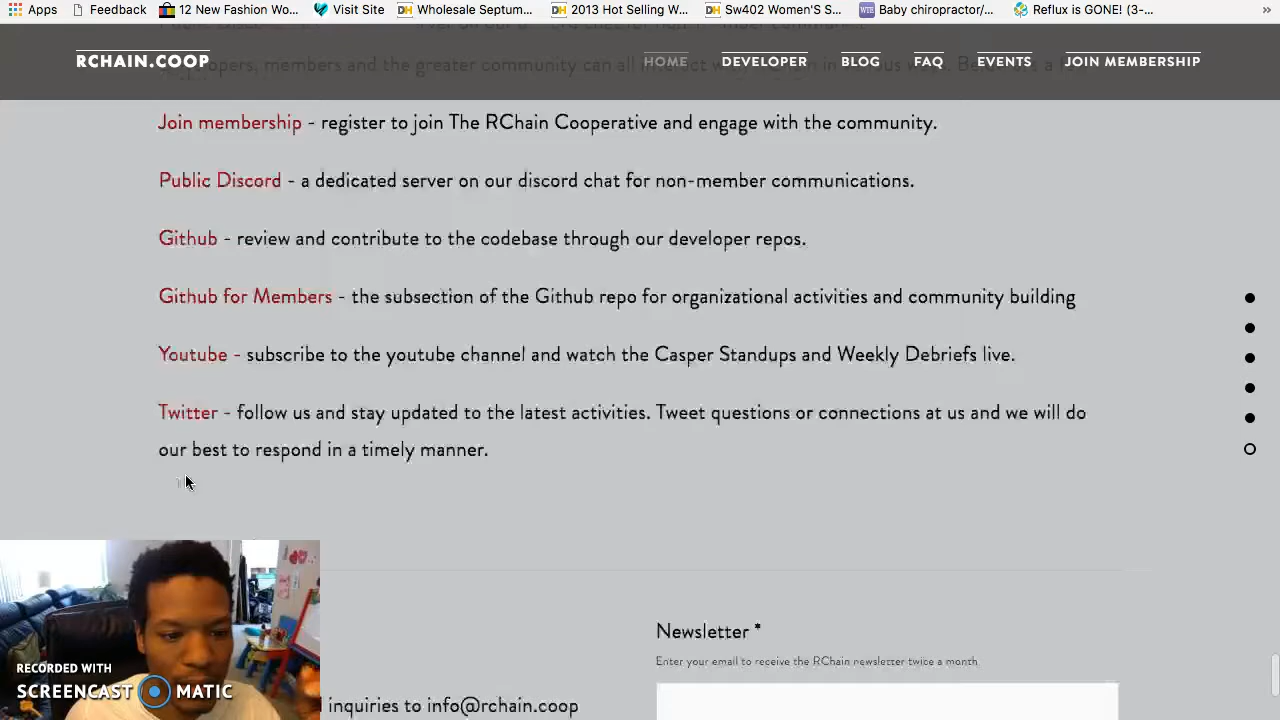 Apps Feedback 12 New Fashion Wo... Visit Site Wholesale Septum... 2013 Hot Selling W... Sw402 Women'S S... Baby chiropractor/... Reflux is GONE! (3-... »
RCHAIN.COOP HOME DEVELOPER BLOG FAQ EVENTS JOIN MEMBERSHIP
Join membership - register to join The RChain Cooperative and engage with the community.
Public Discord - a dedicated server on our discord chat for non-member communications.
Github - review and contribute to the codebase through our developer repos.
Github for Members - the subsection of the Github repo for organizational activities and community building
Youtube - subscribe to the youtube channel and watch the Casper Standups and Weekly Debriefs live.
Twitter - follow us and stay updated to the latest activities. Tweet questions or connections at us and we will do
our best to respond in a timely manner.
Newsletter *
Enter your email to receive the RChain newsletter twice a month
inquiries to info@rchain.coop
RECORDED WITH
SCREENCAST MATIC